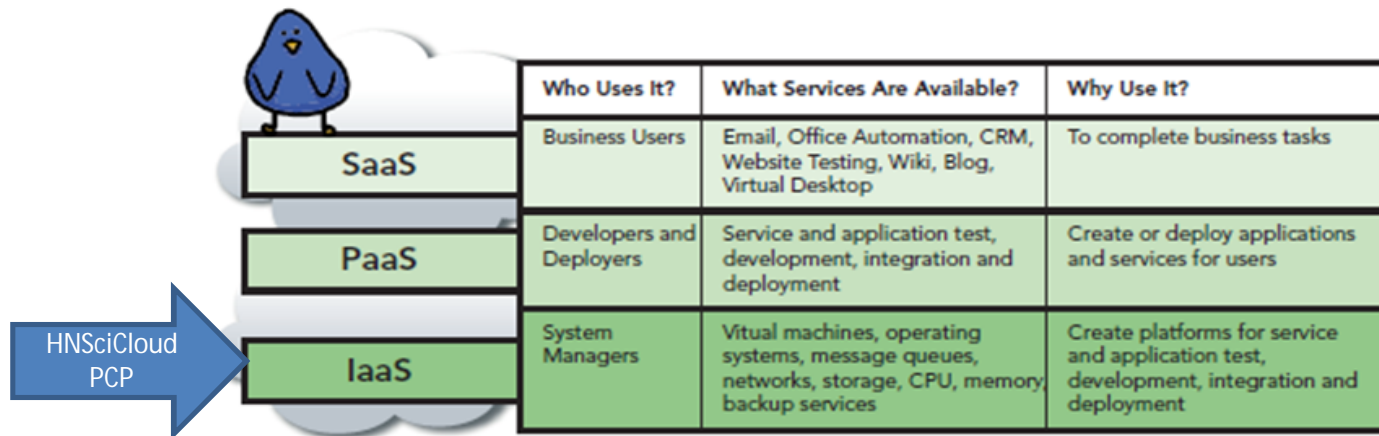 Who Uses It?
What Services Are Available?
Why Use It?
SaaS
Business Users
Email, Office Automation, CRM,
Website Testing, Wiki, Blog,
Virtual Desktop
To complete business tasks
PaaS
Developers and
Deployers
Service and application test,
development, integration and
deployment
Create or deploy applications
and services for users
HNSciCloud
PCP
IaaS
System
Managers
Vitual machines, operating
systems, message queues,
networks, storage, CPU, memory,
backup services
Create platforms for service
and application test,
development, integration and
deployment